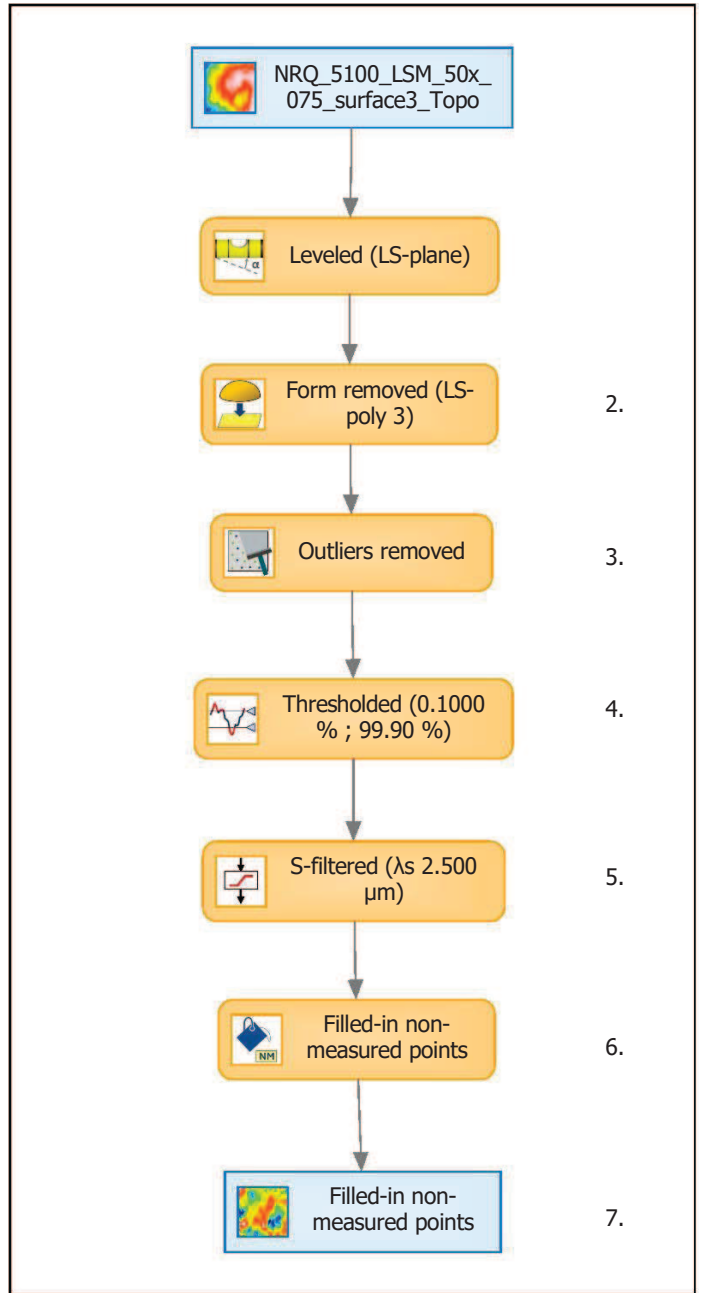 NRQ_5100_LSM_50x_
075_surface3_Topo
α
Leveled (LS-plane)
Form removed (LS-
poly 3)
2.
Outliers removed
3.
Thresholded (0.1000
% ; 99.90 %)
4.
S-filtered (λs 2.500
µm)
5.
Filled-in non-
measured points
NM
6.
Filled-in non-
measured points
7.